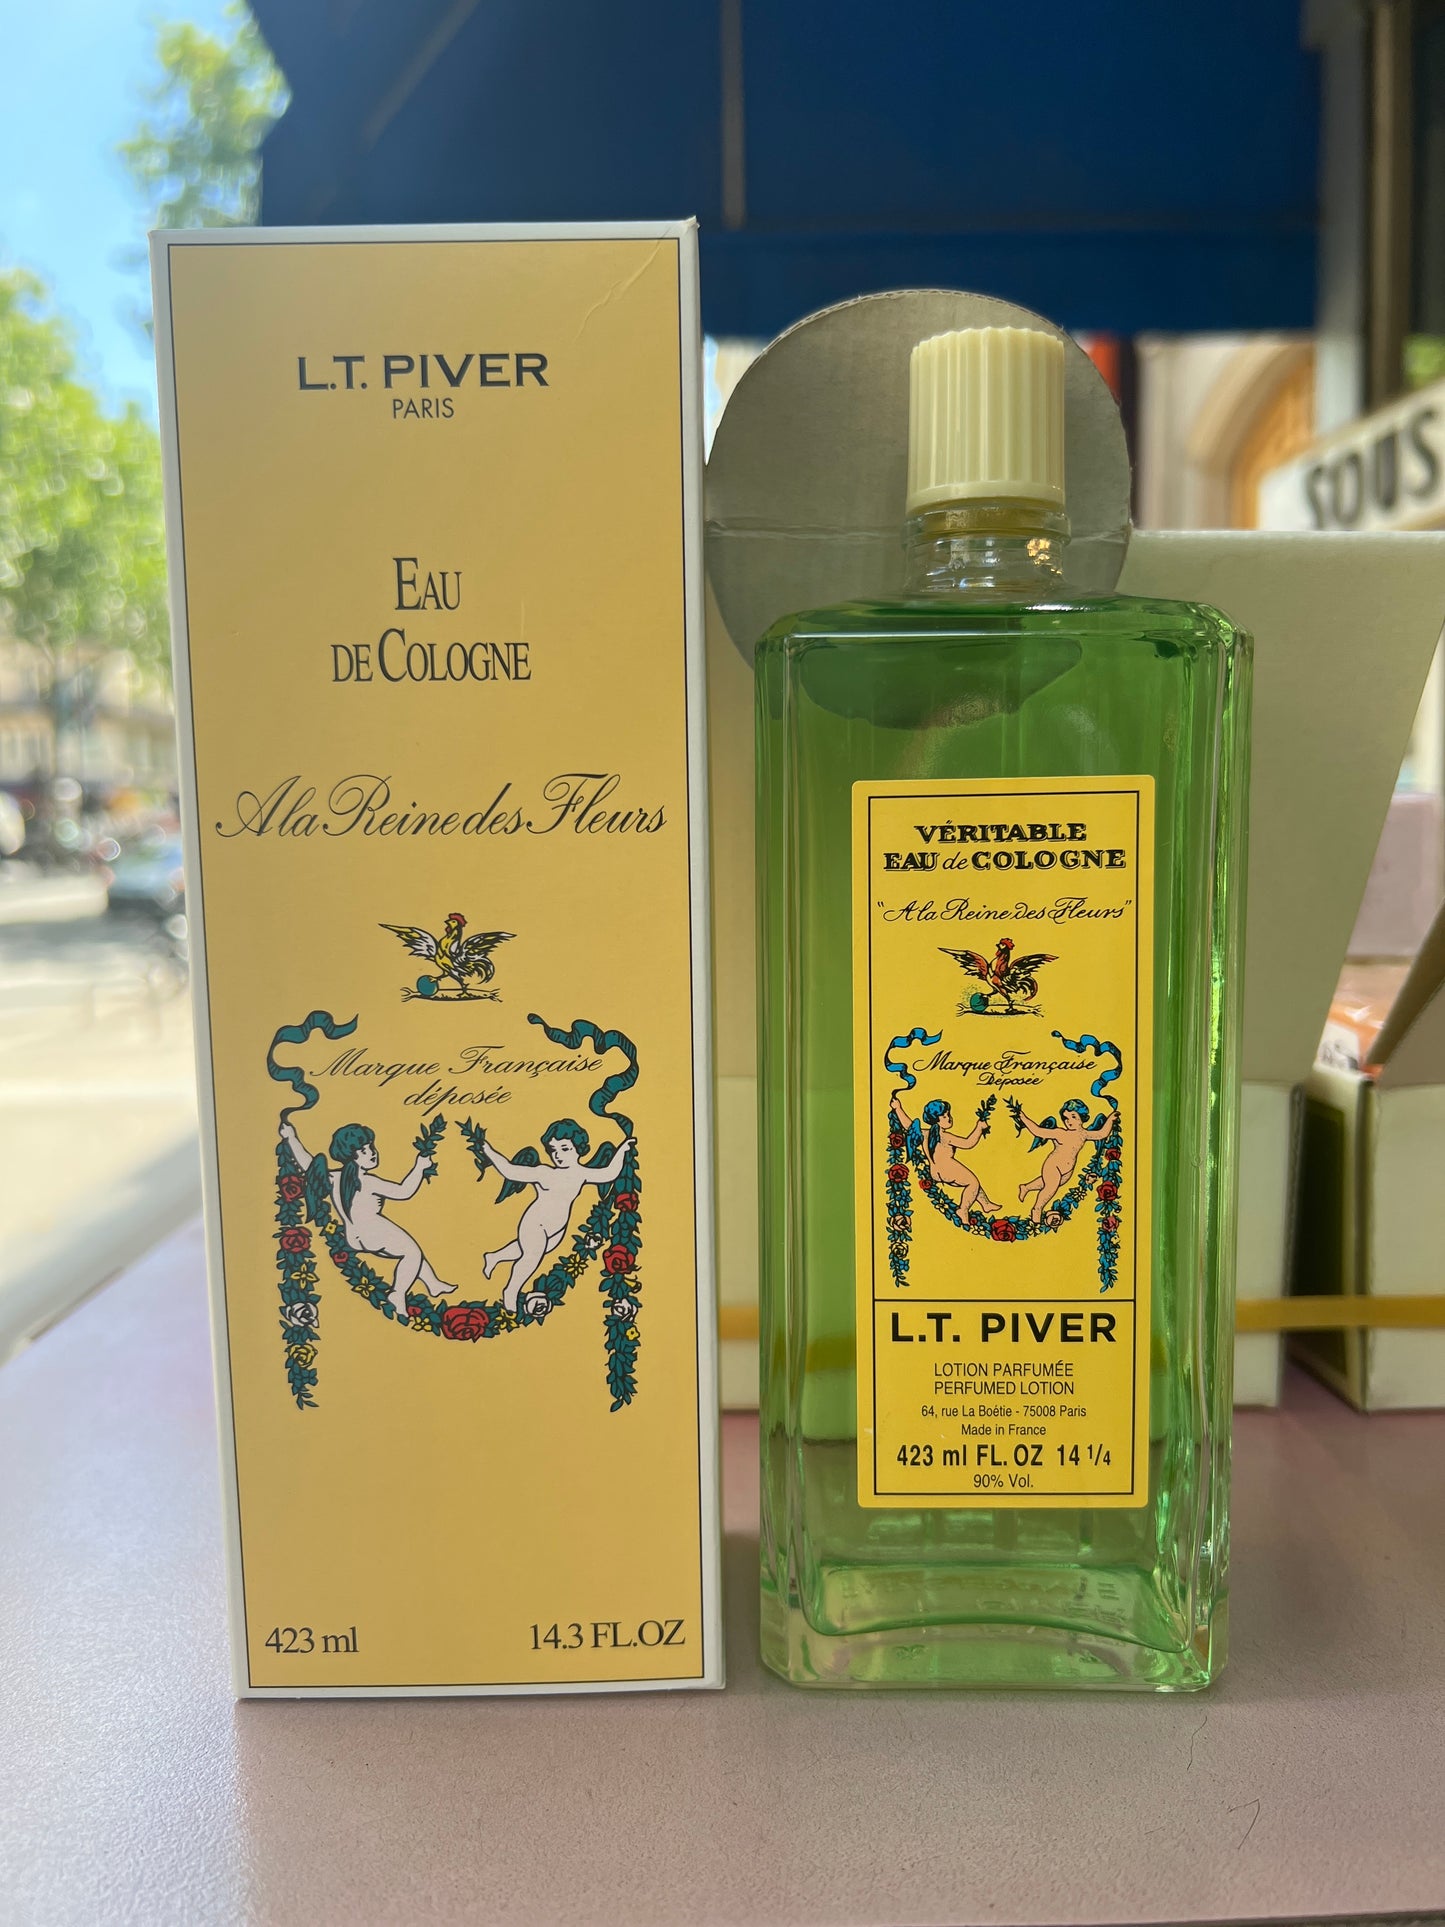 L.T. PIVER
PARIS
EAU
DE COLOGNE
A la Reine des Fleurs
Marque Française
déposée
423 ml
14.3 FL.OZ
VÉRITABLE
EAU de COLOGNE
"A la Reine des Fleurs"
Marque Française
Déposée
L.T. PIVER
LOTION PARFUMÉE
PERFUMED LOTION
64, rue La Boétie - 75008 Paris
Made in France
423 ml FL. OZ 14 1/4
90% Vol.
SOUS